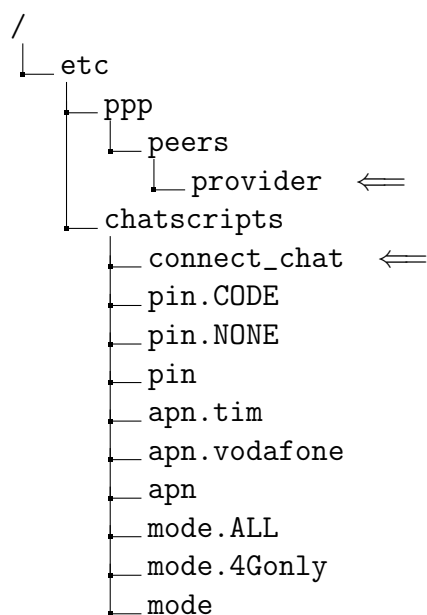 /
etc
ppp
peers
provider ⇐
chatscripts
connect_chat ⇐
pin.CODE
pin.NONE
pin
apn.tim
apn.vodafone
apn
mode.ALL
mode.4Gonly
mode